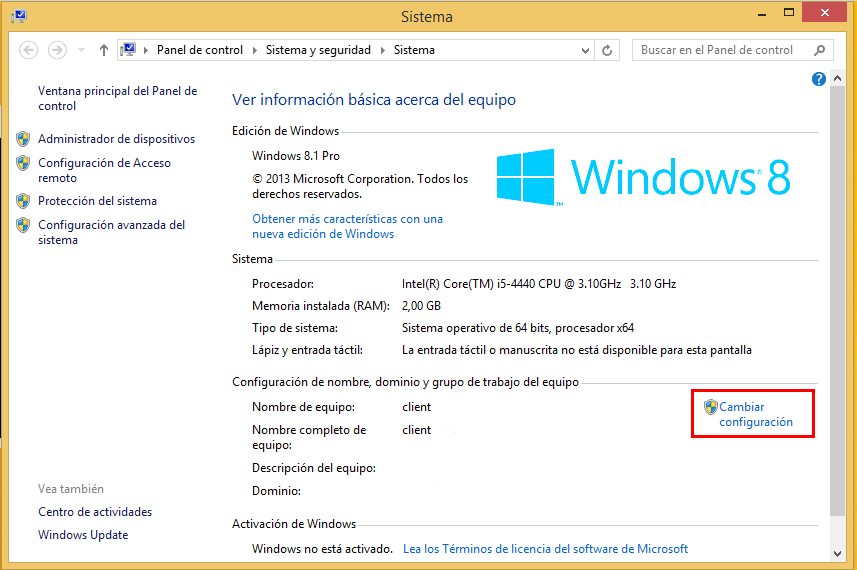 Sistema
Panel de control
Sistema y seguridad
Sistema
Buscar en el Panel de control
Ventana principal del Panel de
control
Administrador de dispositivos
Configuración de Acceso
remoto
Protección del sistema
Configuración avanzada del
sistema
Vea también
Centro de actividades
Windows Update
Ver información básica acerca del equipo
Edición de Windows
Windows 8.1 Pro
© 2013 Microsoft Corporation. Todos los
derechos reservados.
Obtener más características con una
nueva edición de Windows
Windows® 8
Sistema
Procesador: Intel(R) Core(TM) i5-4440 CPU @ 3.10GHz 3.10 GHz
Memoria instalada (RAM): 2,00 GB
Tipo de sistema: Sistema operativo de 64 bits, procesador x64
Lápiz y entrada táctil: La entrada táctil o manuscrita no está disponible para esta pantalla
Configuración de nombre, dominio y grupo de trabajo del equipo
Nombre de equipo: client
Cambiar
configuración
Nombre completo de
equipo: client
Descripción del equipo:
Dominio:
Activación de Windows
Windows no está activado. Lea los Términos de licencia del software de Microsoft